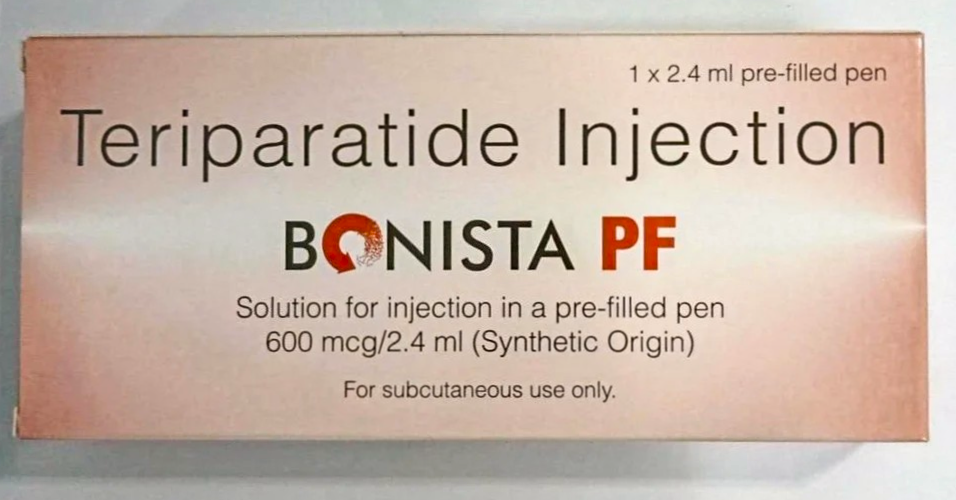 1 x 2.4 ml pre-filled pen
Teriparatide Injection
BONISTA PF
Solution for injection in a pre-filled pen
600 mcg/2.4 ml (Synthetic Origin)
For subcutaneous use only.